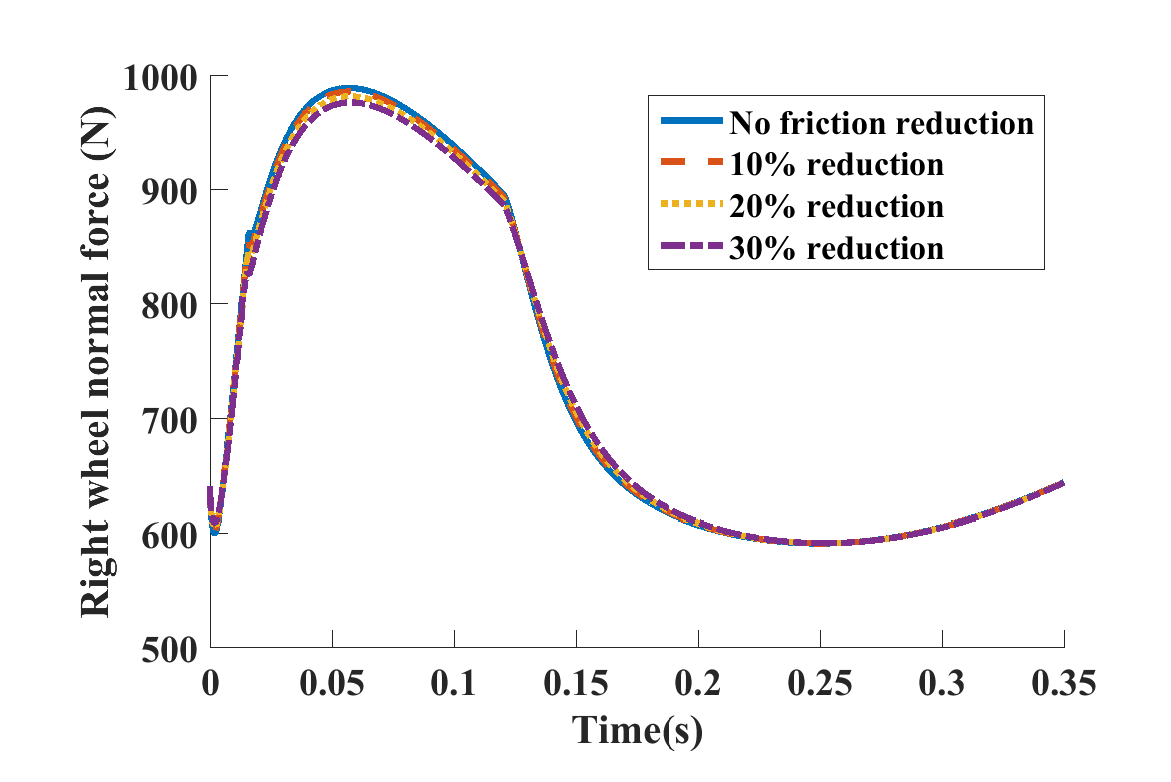 Right wheel normal force (N)
1000
900
800
700
600
500
No friction reduction
10% reduction
20% reduction
30% reduction
0 0.05 0.1 0.15 0.2 0.25 0.3 0.35
Time(s)